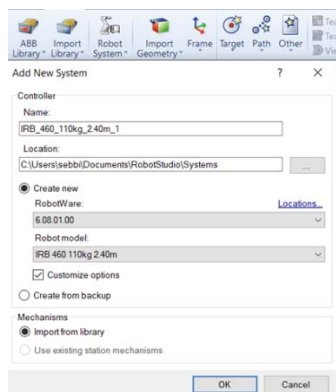 ABB Import Robot Import Frame Target Path Other
Library Library System Geometry
Add New System ? ×
Controller
Name:
IRB_460_110kg_2.40m_1
Location:
C:\Users\sebbi\Documents\RobotStudio\Systems
...
Create new
RobotWare: Locations...
6.08.01.00
Robot model:
IRB 460 110kg 2.40m
Customize options
Create from backup
Mechanisms
Import from library
Use existing station mechanisms
OK Cancel